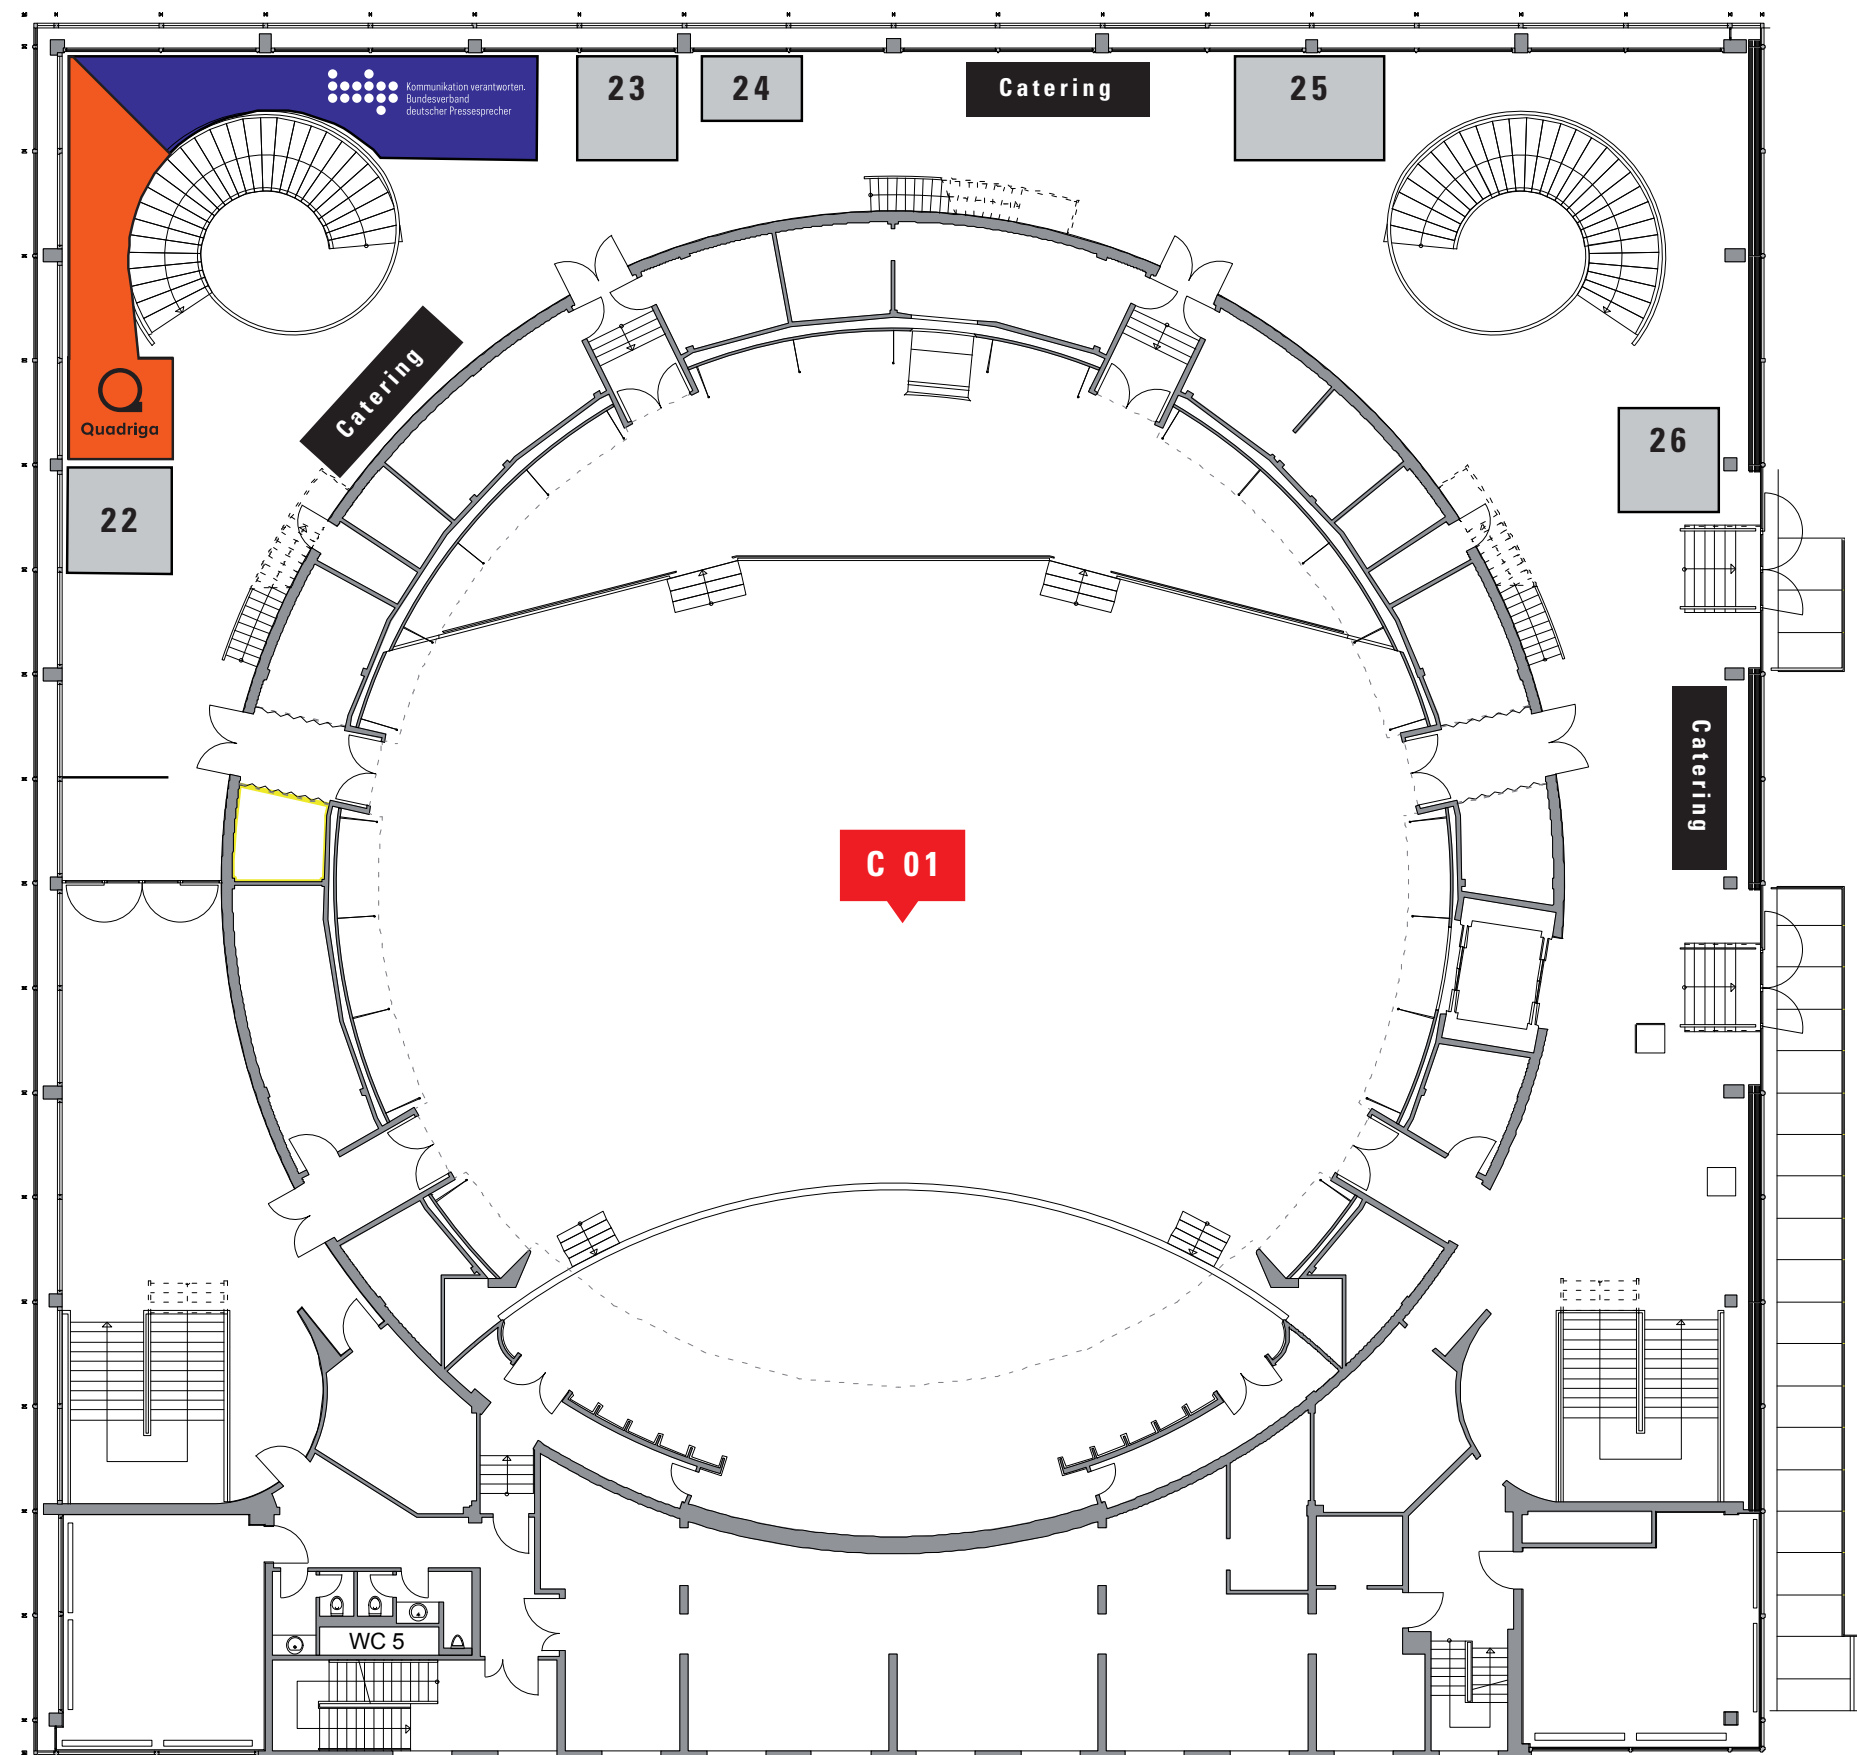 Kommunikation verantworten.
Bundesverband
deutscher Pressesprecher
23
24
Catering
25
Catering
Quadriga
26
22
Catering
C 01
WC 5